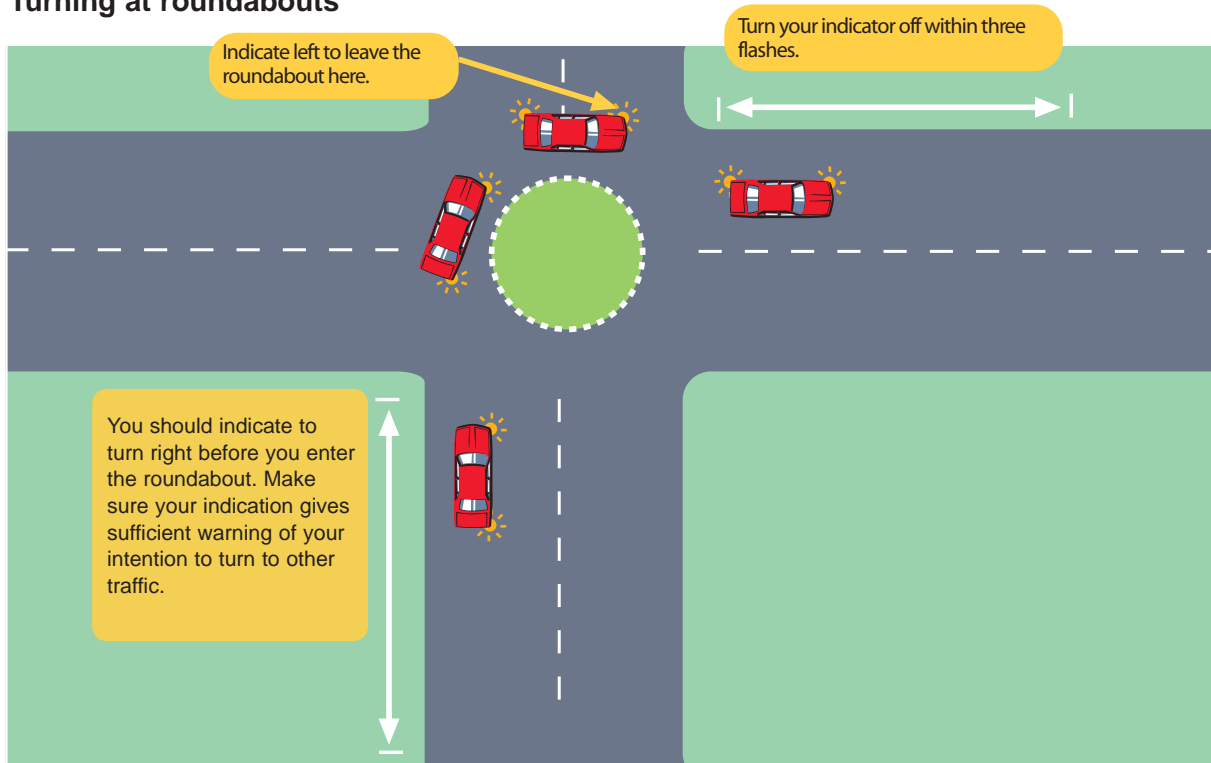 Turning at roundabouts
Indicate left to leave the
roundabout here.
Turn your indicator off within three
flashes.
You should indicate to
turn right before you enter
the roundabout. Make
sure your indication gives
sufficient warning of your
intention to turn to other
traffic.